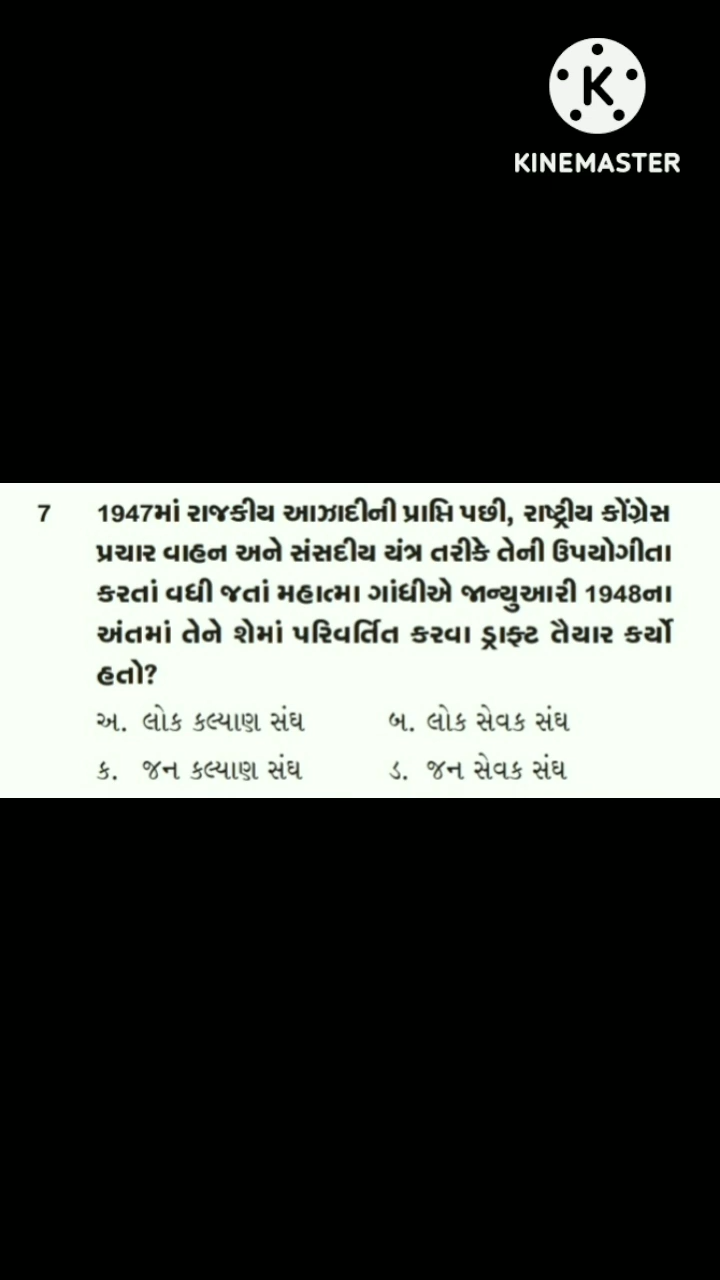 K
KINEMASTER
7 1947માં રાજકીય આઝાદીની પ્રાપ્તિ પછી, રાષ્ટ્રીય કોંગ્રેસ
પ્રચાર વાહન અને સંસદીય યંત્ર તરીકે તેની ઉપયોગીતા
કરતાં વધી જતાં મહાત્મા ગાંધીએ જાન્યુઆરી 1948ના
અંતમાં તેને શેમાં પરિવર્તિત કરવા ડ્રાફ્ટ તૈયાર કર્યો
હતો?
અ. લોક કલ્યાણ સંઘ બ. લોક સેવક સંઘ
ક. જન કલ્યાણ સંઘ ડ. જન સેવક સંઘ